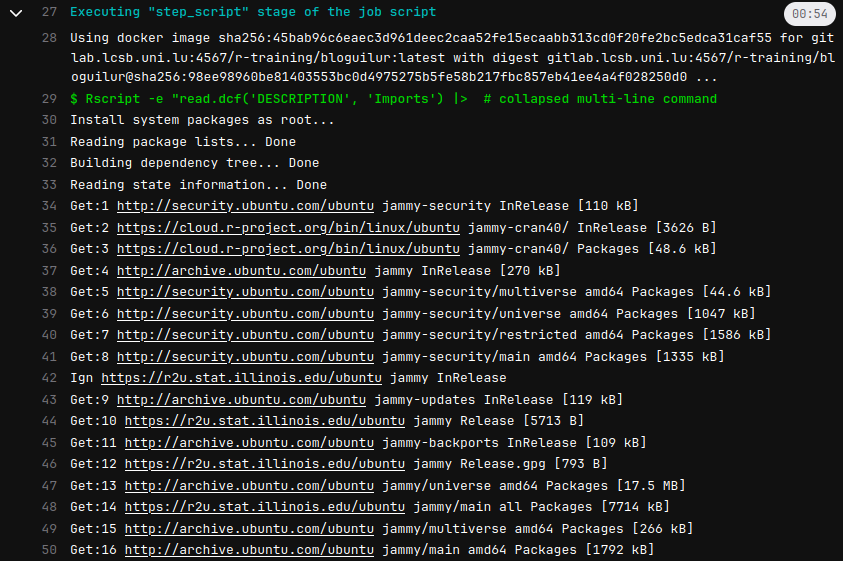 27 Executing "step_script" stage of the job script 00:54
28 Using docker image sha256:45bab96c6eaec3d961deec2caa52fe15ecaabb313cd0f20fe2bc5edca31caf55 for git
lab.lcsb.uni.lu:4567/r-training/bloguilur:latest with digest gitlab.lcsb.uni.lu:4567/r-training/bl
oguilur@sha256:98ee98960be81403553bc0d4975275b5fe58b217fbc857eb41ee4a4f028250d0 ...
29 $ Rscript -e "read.dcf('DESCRIPTION', 'Imports') |>  # collapsed multi-line command
30 Install system packages as root...
31 Reading package lists... Done
32 Building dependency tree... Done
33 Reading state information... Done
34 Get:1 http://security.ubuntu.com/ubuntu jammy-security InRelease [110 kB]
35 Get:2 https://cloud.r-project.org/bin/linux/ubuntu jammy-cran40/ InRelease [3626 B]
36 Get:3 https://cloud.r-project.org/bin/linux/ubuntu jammy-cran40/ Packages [48.6 kB]
37 Get:4 http://archive.ubuntu.com/ubuntu jammy InRelease [270 kB]
38 Get:5 http://security.ubuntu.com/ubuntu jammy-security/multiverse amd64 Packages [44.6 kB]
39 Get:6 http://security.ubuntu.com/ubuntu jammy-security/universe amd64 Packages [1047 kB]
40 Get:7 http://security.ubuntu.com/ubuntu jammy-security/restricted amd64 Packages [1586 kB]
41 Get:8 http://security.ubuntu.com/ubuntu jammy-security/main amd64 Packages [1335 kB]
42 Ign https://r2u.stat.illinois.edu/ubuntu jammy InRelease
43 Get:9 http://archive.ubuntu.com/ubuntu jammy-updates InRelease [119 kB]
44 Get:10 https://r2u.stat.illinois.edu/ubuntu jammy Release [5713 B]
45 Get:11 http://archive.ubuntu.com/ubuntu jammy-backports InRelease [109 kB]
46 Get:12 https://r2u.stat.illinois.edu/ubuntu jammy Release.gpg [793 B]
47 Get:13 http://archive.ubuntu.com/ubuntu jammy/universe amd64 Packages [17.5 MB]
48 Get:14 https://r2u.stat.illinois.edu/ubuntu jammy/main all Packages [7714 kB]
49 Get:15 http://archive.ubuntu.com/ubuntu jammy/multiverse amd64 Packages [266 kB]
50 Get:16 http://archive.ubuntu.com/ubuntu jammy/main amd64 Packages [1792 kB]